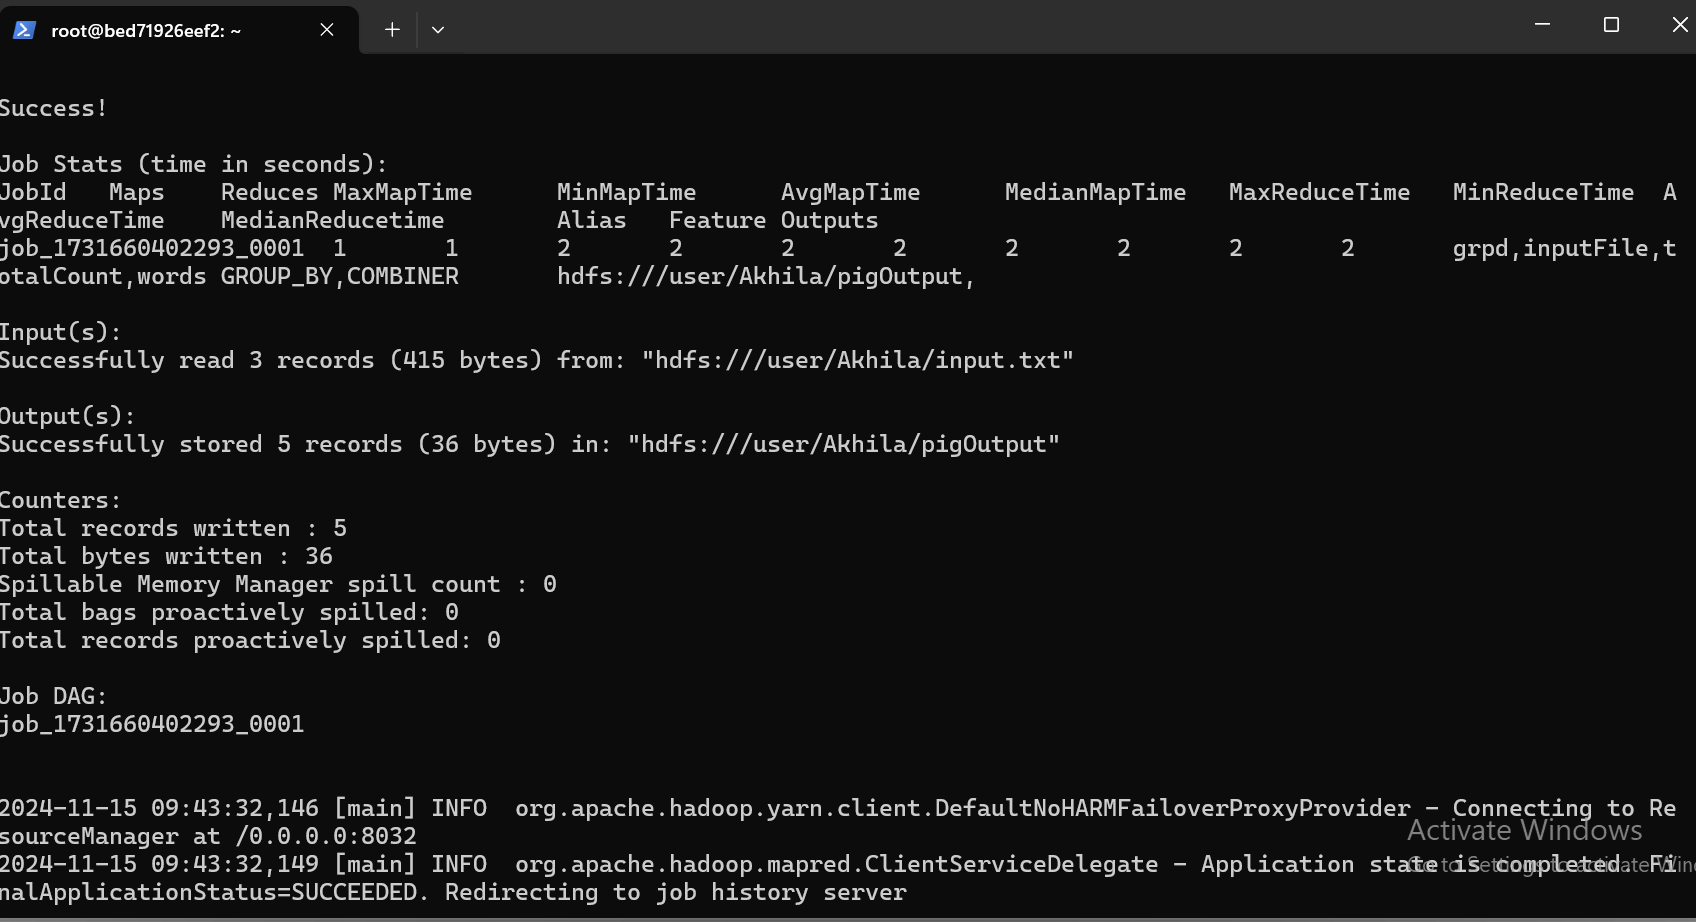 root@bed71926eef2: ~
Success!
Job Stats (time in seconds):
JobId   Maps    Reduces MaxMapTime      MinMapTime      AvgMapTime      MedianMapTime   MaxReduceTime   MinReduceTime  A
vgReduceTime    MedianReducetime        Alias   Feature Outputs
job_1731660402293_0001  1       1       2       2       2       2       2       2       2       2       grpd,inputFile,t
otalCount,words GROUP_BY,COMBINER       hdfs:///user/Akhila/pigOutput,
Input(s):
Successfully read 3 records (415 bytes) from: "hdfs:///user/Akhila/input.txt"
Output(s):
Successfully stored 5 records (36 bytes) in: "hdfs:///user/Akhila/pigOutput"
Counters:
Total records written : 5
Total bytes written : 36
Spillable Memory Manager spill count : 0
Total bags proactively spilled: 0
Total records proactively spilled: 0
Job DAG:
job_1731660402293_0001
2024-11-15 09:43:32,146 [main] INFO  org.apache.hadoop.yarn.client.DefaultNoHARMFailoverProxyProvider - Connecting to Re
sourceManager at /0.0.0.0:8032
Activate Windows
2024-11-15 09:43:32,149 [main] INFO  org.apache.hadoop.mapred.ClientServiceDelegate - Application state is completed. Fi
Go to Settings to activate Win
nalApplicationStatus=SUCCEEDED. Redirecting to job history server